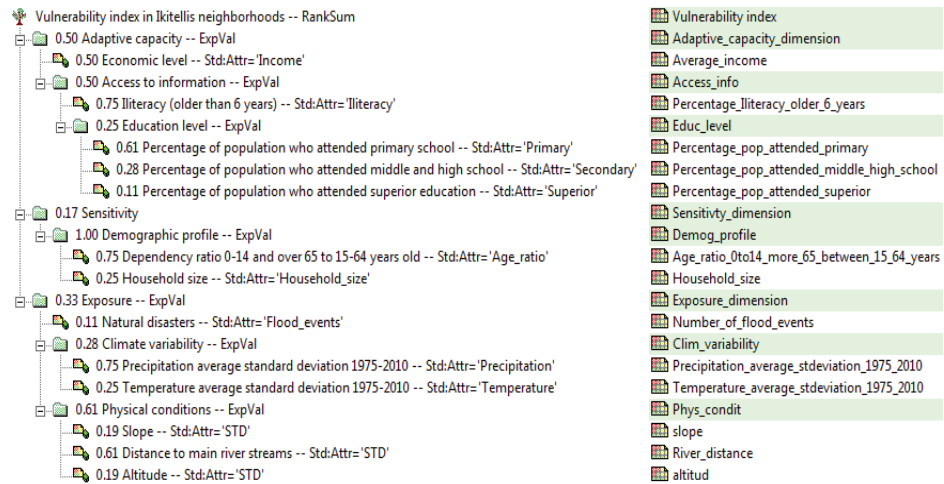 Vulnerability index in Ikitellis neighborhoods -- RankSum Vulnerability index
0.50 Adaptive capacity -- ExpVal Adaptive_capacity_dimension
0.50 Economic level -- Std:Attr='Income' Average_income
0.50 Access to information -- ExpVal Access_info
0.75 Iliteracy (older than 6 years) -- Std:Attr='Iliteracy' Percentage_Iliteracy_older_6_years
0.25 Education level -- ExpVal Educ_level
0.61 Percentage of population who attended primary school -- Std:Attr='Primary' Percentage_pop_attended_primary
0.28 Percentage of population who attended middle and high school -- Std:Attr='Secondary' Percentage_pop_attended_middle_high_school
0.11 Percentage of population who attended superior education -- Std:Attr='Superior' Percentage_pop_attended_superior
0.17 Sensitivity Sensitivty_dimension
1.00 Demographic profile -- ExpVal Demog_profile
0.75 Dependency ratio 0-14 and over 65 to 15-64 years old -- Std:Attr='Age_ratio' Age_ratio_0to14_more_65_between_15_64_years
0.25 Household size -- Std:Attr='Household_size' Household_size
0.33 Exposure -- ExpVal Exposure_dimension
0.11 Natural disasters -- Std:Attr='Flood_events' Number_of_flood_events
0.28 Climate variability -- ExpVal Clim_variability
0.75 Precipitation average standard deviation 1975-2010 -- Std:Attr='Precipitation' Precipitation_average_stdeviation_1975_2010
0.25 Temperature average standard deviation 1975-2010 -- Std:Attr='Temperature' Temperature_average_stdeviation_1975_2010
0.61 Physical conditions -- ExpVal Phys_condit
0.19 Slope -- Std:Attr='STD' slope
0.61 Distance to main river streams -- Std:Attr='STD' River_distance
0.19 Altitude -- Std:Attr='STD' altitud